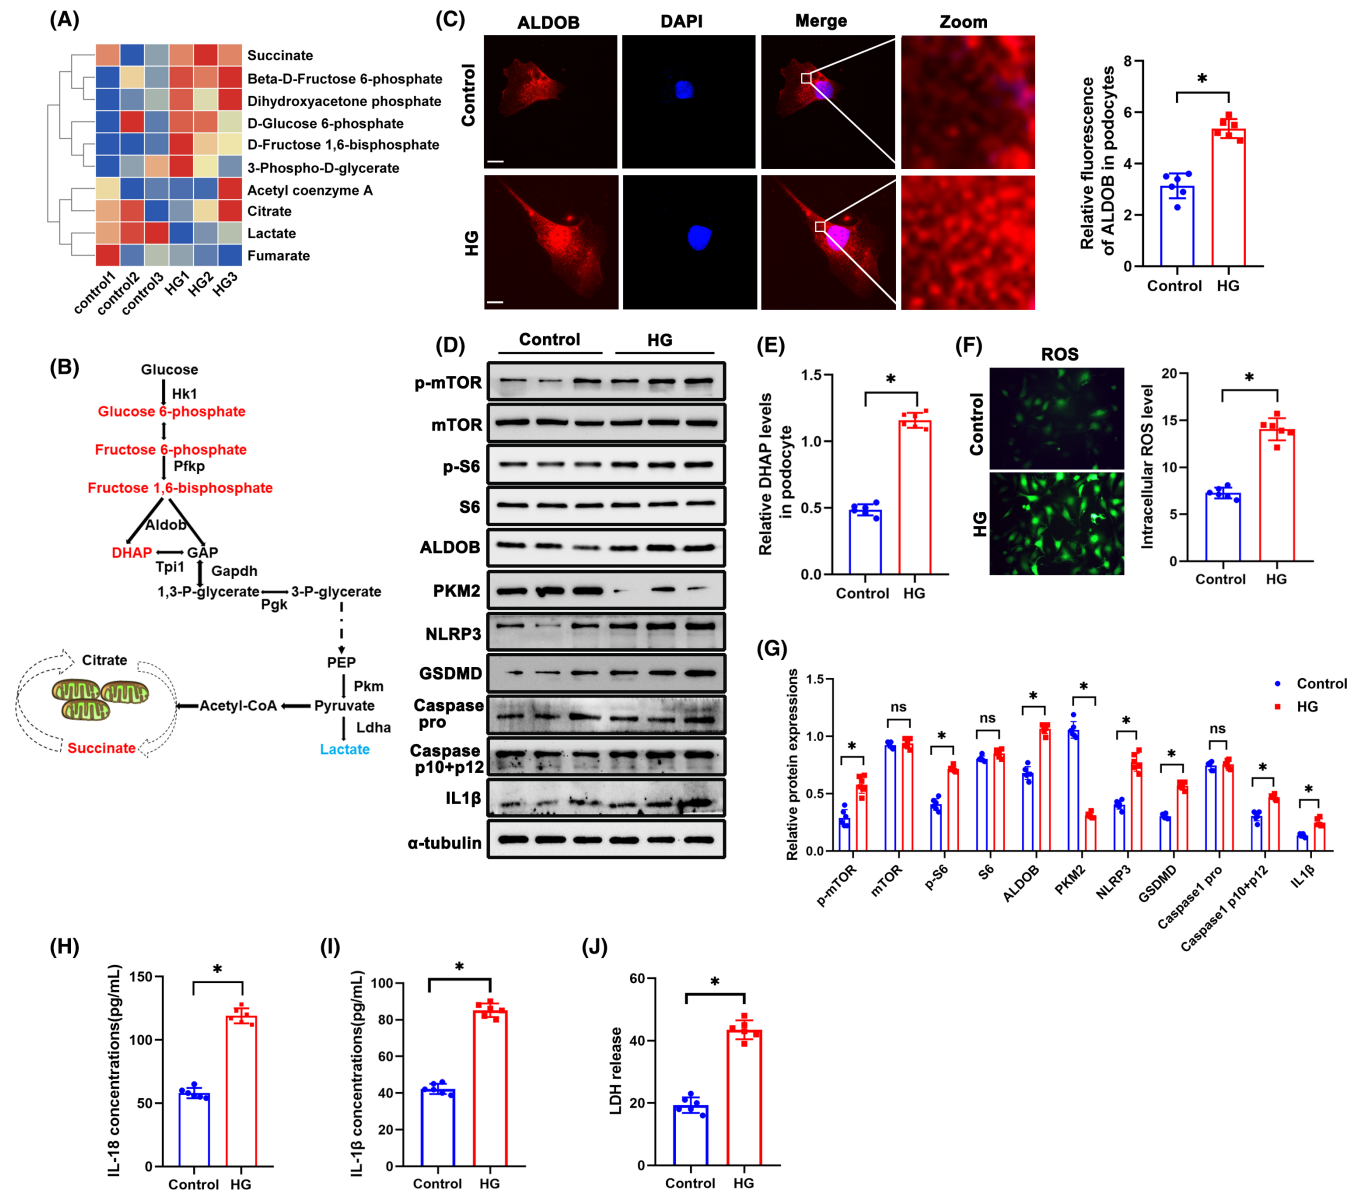 (A)
Succinate
Beta-D-Fructose 6-phosphate
Dihydroxyacetone phosphate
D-Glucose 6-phosphate
D-Fructose 1,6-bisphosphate
3-Phospho-D-glycerate
Acetyl coenzyme A
Citrate
Lactate
Fumarate
control1
control2
control3
HG1
HG2
HG3
(B)
Glucose
Hk1
Glucose 6-phosphate
Fructose 6-phosphate
Pfkp
Fructose 1,6-bisphosphate
Aldob
DHAP
GAP
Tpi1
Gapdh
1,3-P-glycerate
3-P-glycerate
Pgk
PEP
Pkm
Citrate
Acetyl-CoA
Pyruvate
Ldha
Succinate
Lactate
(C)
ALDOB
DAPI
Merge
Zoom
Control
HG
Relative fluorescence
of ALDOB in podocytes
8
6
4
2
0
*
Control
HG
(D)
Control
HG
p-mTOR
mTOR
p-S6
S6
ALDOB
PKM2
NLRP3
GSDMD
Caspase
pro
Caspase
p10+p12
IL1β
α-tubulin
(E)
Relative DHAP levels
in podocyte
1.5
1.0
0.5
0.0
*
Control
HG
(F)
ROS
Control
HG
Intracellular ROS level
20
15
10
5
0
*
Control
HG
(G)
Relative protein expressions
1.5
1.0
0.5
0.0
*
ns
*
ns
*
*
*
*
ns
*
*
Control
HG
p-mTOR
mTOR
p-S6
S6
ALDOB
PKM2
NLRP3
GSDMD
Caspase1 pro
Caspase1 p10+p12
IL1β
(H)
IL-18 concentrations(pg/mL)
150
100
50
0
*
Control
HG
(I)
IL-1β concentrations(pg/mL)
100
80
60
40
20
0
*
Control
HG
(J)
LDH release
60
40
20
0
*
Control
HG